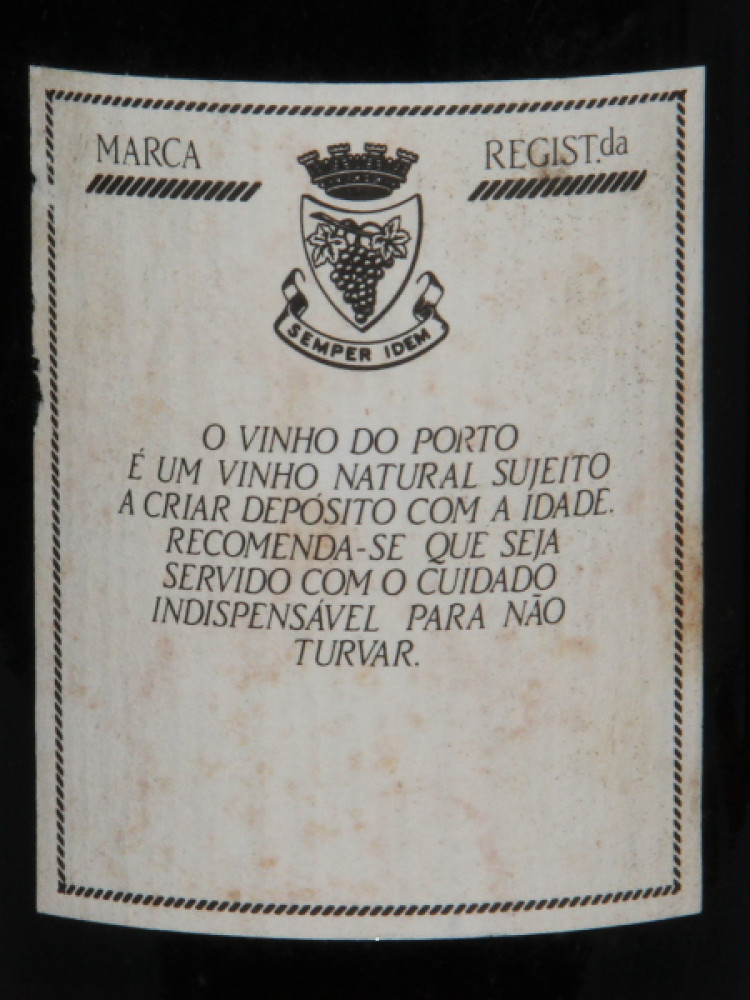 MARCA REGIST.da
SEMPER IDEM
O VINHO DO PORTO
É UM VINHO NATURAL SUJEITO
A CRIAR DEPÓSITO COM A IDADE.
RECOMENDA-SE QUE SEJA
SERVIDO COM O CUIDADO
INDISPENSÁVEL PARA NÃO
TURVAR.